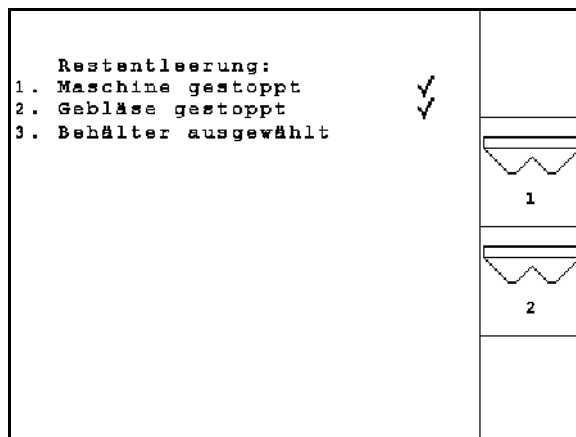 Restentleerung:
1. Maschine gestoppt
2. Gebläse gestoppt
3. Behälter ausgewählt
1
2